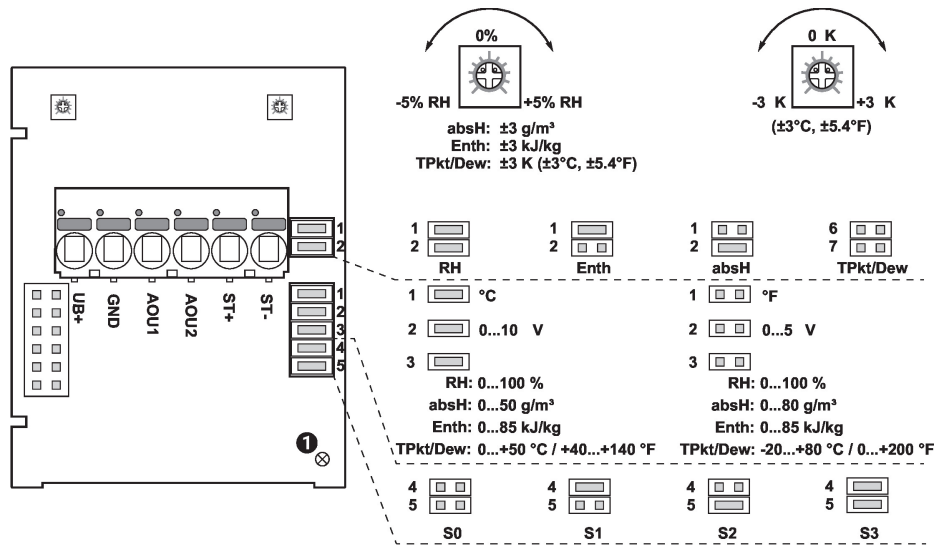 0%
-5% RH
+5% RH
absH: ±3 g/m³
Enth: ±3 kJ/kg
TPkt/Dew: ±3 K (±3°C, ±5.4°F)
0 K
-3 K
+3 K
(±3°C, ±5.4°F)
1
2
UB+
GND
AOU1
AOU2
ST+
ST-
1
2
3
4
5
1
1
2
RH
1
2
Enth
1
2
absH
6
7
TPkt/Dew
1 °C
2 0...10 V
3
RH: 0...100 %
absH: 0...50 g/m³
Enth: 0...85 kJ/kg
TPkt/Dew: 0...+50 °C / +40...+140 °F
1 °F
2 0...5 V
3
RH: 0...100 %
absH: 0...80 g/m³
Enth: 0...85 kJ/kg
TPkt/Dew: -20...+80 °C / 0...+200 °F
4
5
S0
4
5
S1
4
5
S2
4
5
S3